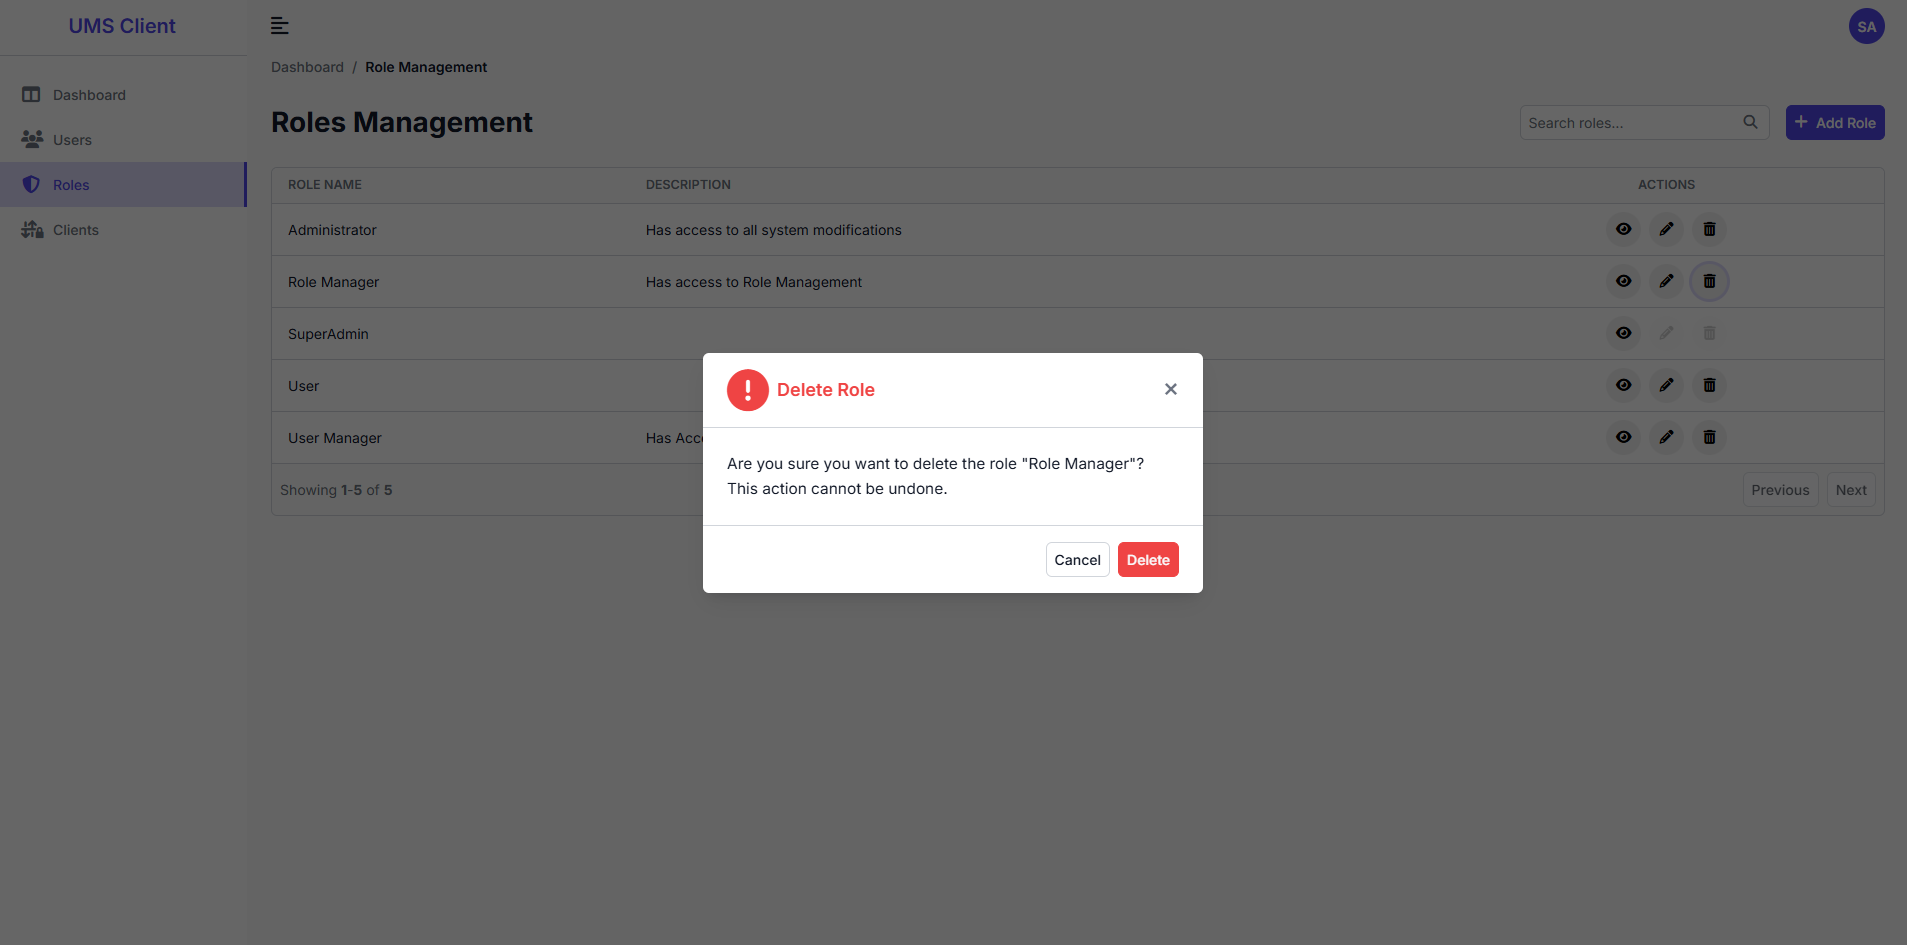 UMS Client
SA
Dashboard / Role Management
Dashboard
Users
Roles
Clients
Roles Management
Search roles...
Add Role
ROLE NAME DESCRIPTION ACTIONS
Administrator Has access to all system modifications
Role Manager Has access to Role Management
SuperAdmin
User
User Manager Has Acc
Showing 1-5 of 5
Previous Next
Delete Role
Are you sure you want to delete the role "Role Manager"?
This action cannot be undone.
Cancel Delete